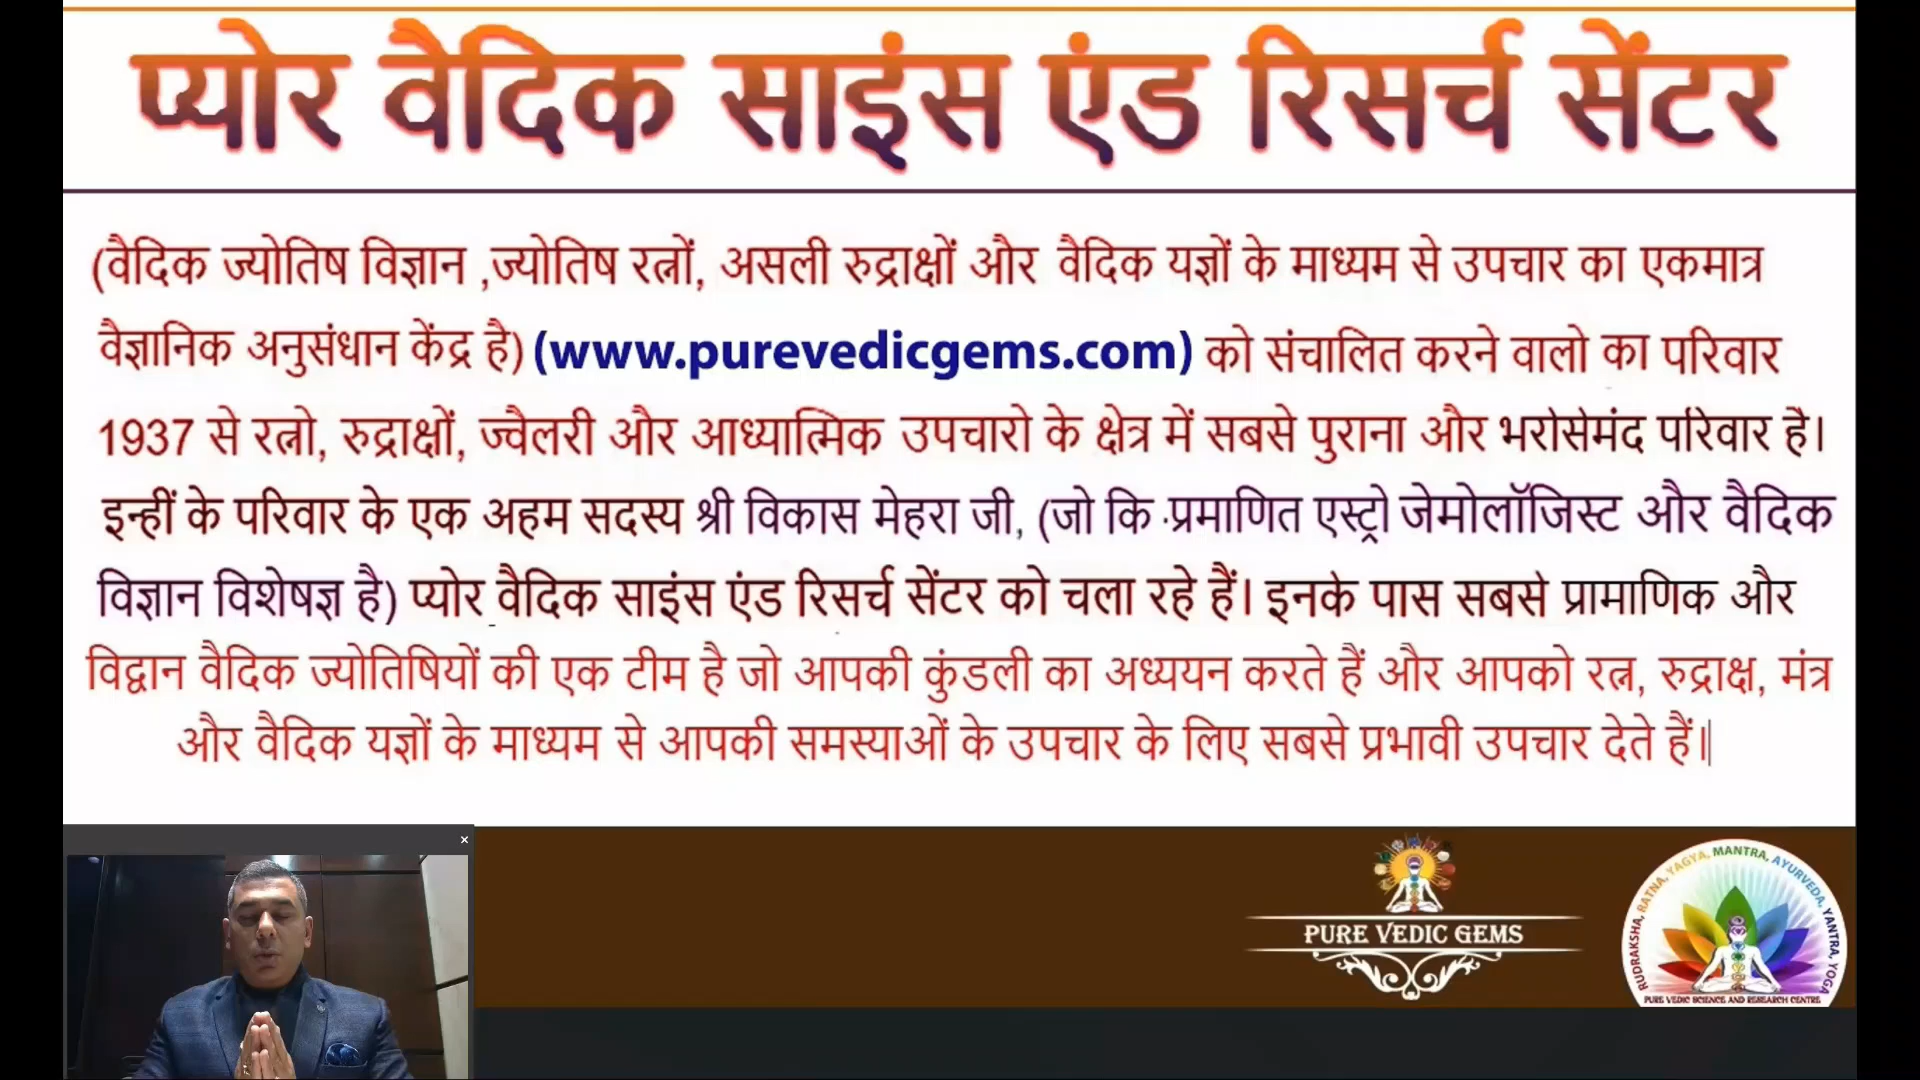 प्योर वैदिक साइंस एंड रिसर्च सेंटर
(वैदिक ज्योतिष विज्ञान ,ज्योतिष रत्नों, असली रुद्राक्षों और वैदिक यज्ञों के माध्यम से उपचार का एकमात्र
वैज्ञानिक अनुसंधान केंद्र है) (www.purevedicgems.com) को संचालित करने वालो का परिवार
1937 से रत्नो, रुद्राक्षों, ज्वैलरी और आध्यात्मिक उपचारो के क्षेत्र में सबसे पुराना और भरोसेमंद परिवार है।
इन्हीं के परिवार के एक अहम सदस्य श्री विकास मेहरा जी, (जो कि प्रमाणित एस्ट्रो जेमोलॉजिस्ट और वैदिक
विज्ञान विशेषज्ञ है) प्योर वैदिक साइंस एंड रिसर्च सेंटर को चला रहे हैं। इनके पास सबसे प्रामाणिक और
विद्वान वैदिक ज्योतिषियों की एक टीम है जो आपकी कुंडली का अध्ययन करते हैं और आपको रत्न, रुद्राक्ष, मंत्र
और वैदिक यज्ञों के माध्यम से आपकी समस्याओं के उपचार के लिए सबसे प्रभावी उपचार देते हैं।
PURE VEDIC GEMS
RUDRAKSHA, RATNA, YAGYA, MANTRA, AYURVEDA, YANTRA, YOGA
PURE VEDIC SCIENCE AND RESEARCH CENTRE